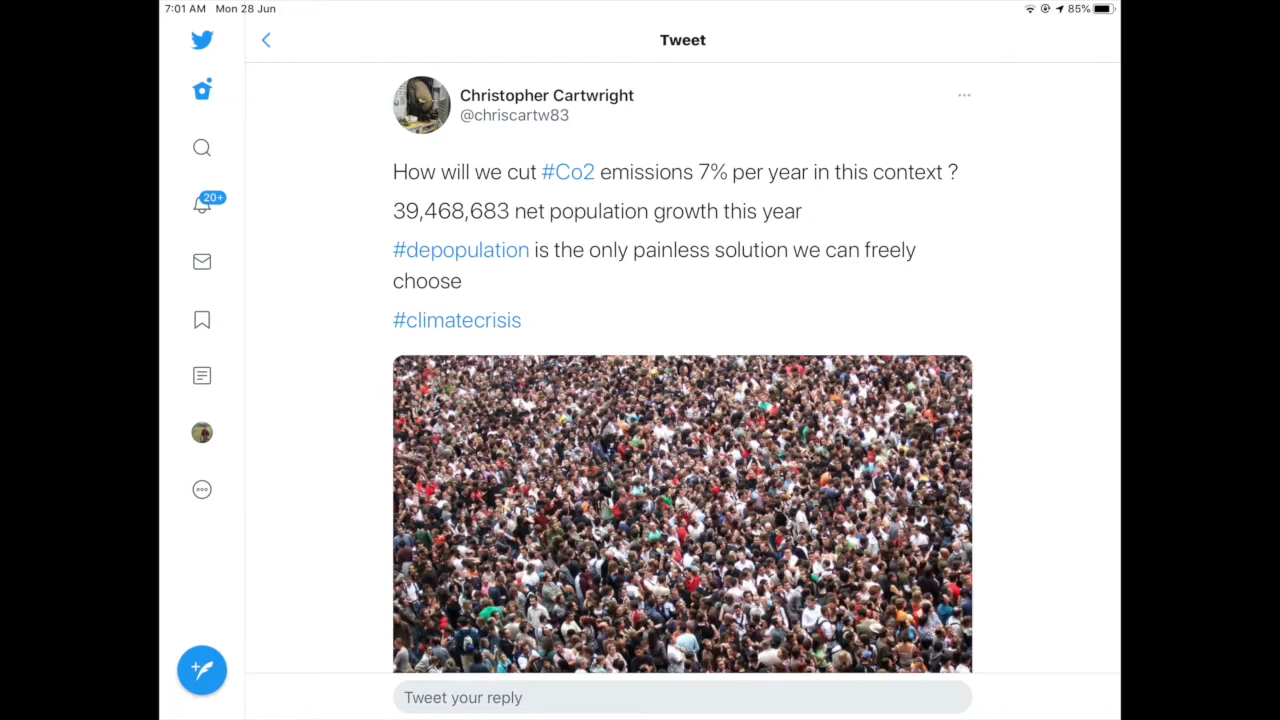 7:01 AM Mon 28 Jun
85%
Tweet
20+
Christopher Cartwright
@chriscartw83
How will we cut #Co2 emissions 7% per year in this context ?
39,468,683 net population growth this year
#depopulation is the only painless solution we can freely
choose
#climatecrisis
Tweet your reply